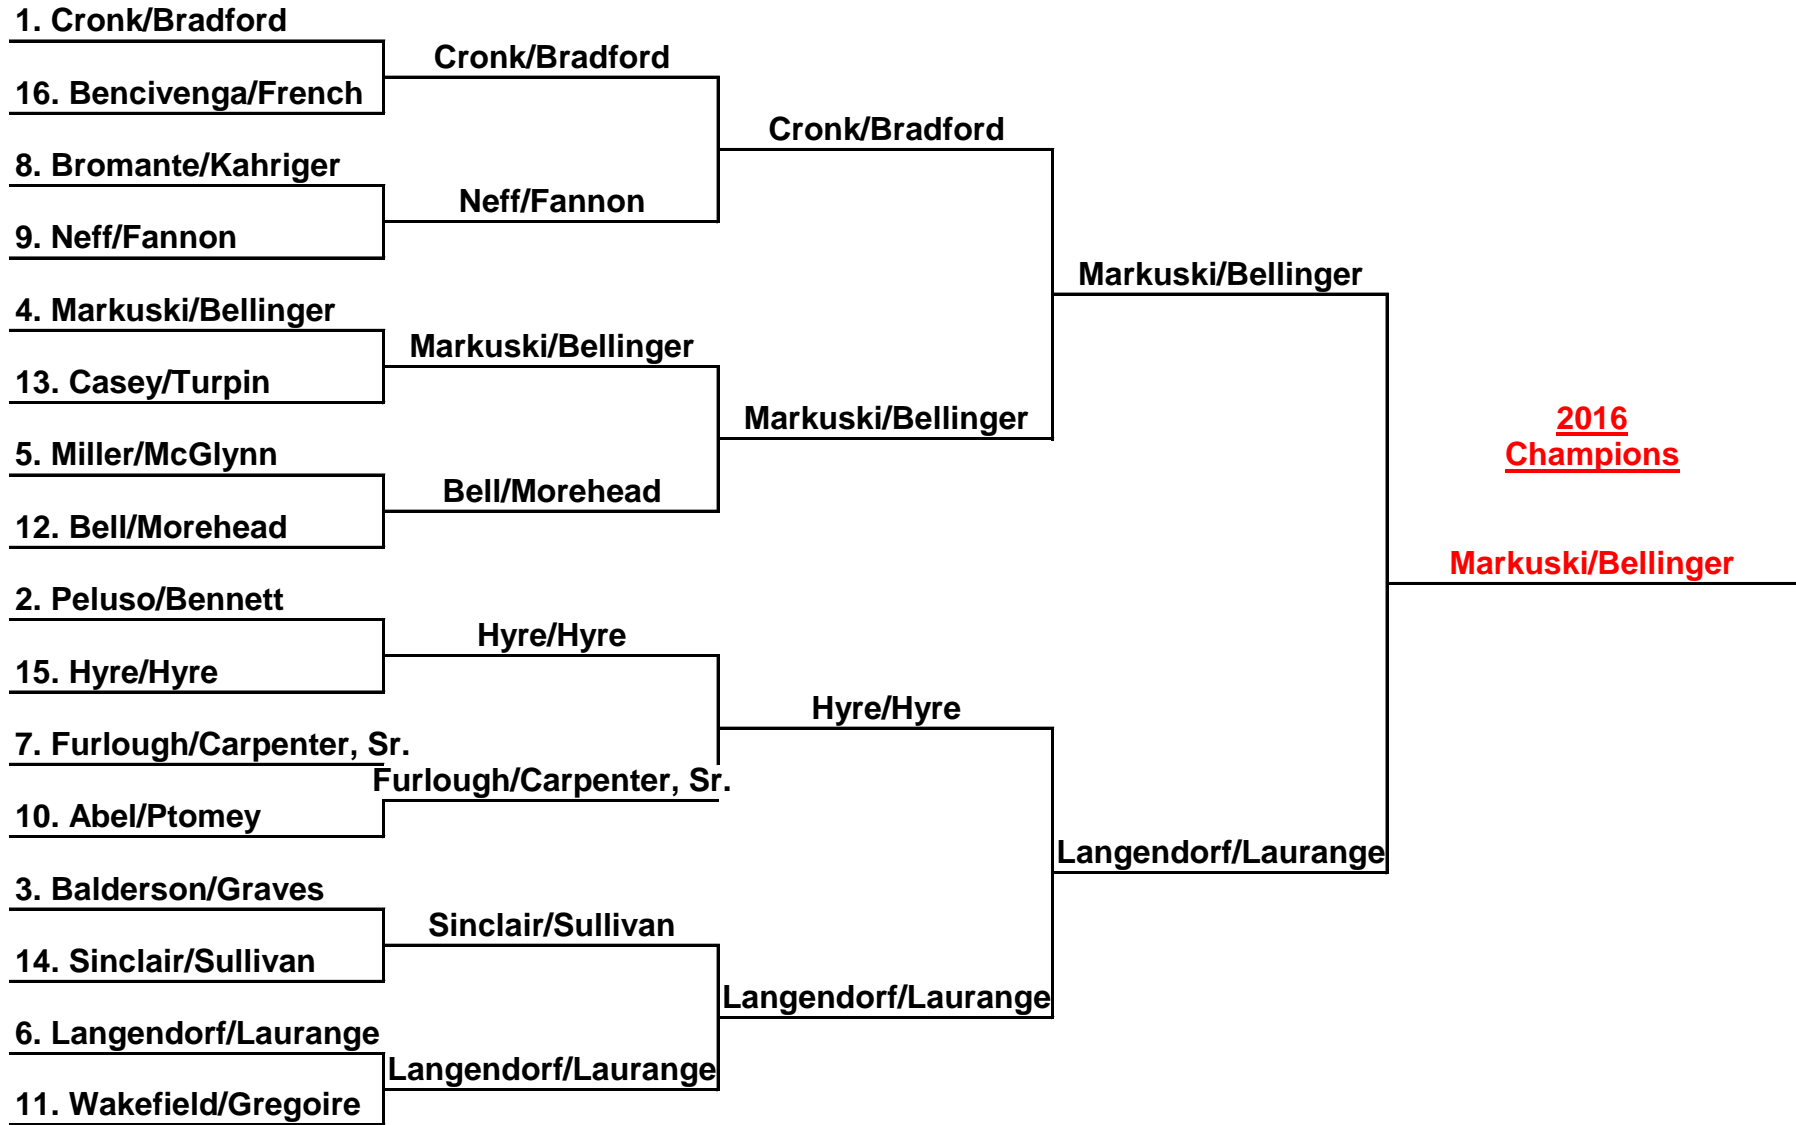 1. Cronk/Bradford
16. Bencivenga/French
8. Bromante/Kahriger
9. Neff/Fannon
4. Markuski/Bellinger
13. Casey/Turpin
5. Miller/McGlynn
12. Bell/Morehead
2. Peluso/Bennett
15. Hyre/Hyre
7. Furlough/Carpenter, Sr.
10. Abel/Ptomey
3. Balderson/Graves
14. Sinclair/Sullivan
6. Langendorf/Laurange
11. Wakefield/Gregoire
Cronk/Bradford
Neff/Fannon
Markuski/Bellinger
Bell/Morehead
Hyre/Hyre
Furlough/Carpenter, Sr.
Sinclair/Sullivan
Langendorf/Laurange
Cronk/Bradford
Markuski/Bellinger
Hyre/Hyre
Langendorf/Laurange
Markuski/Bellinger
Langendorf/Laurange
2016
Champions
Markuski/Bellinger